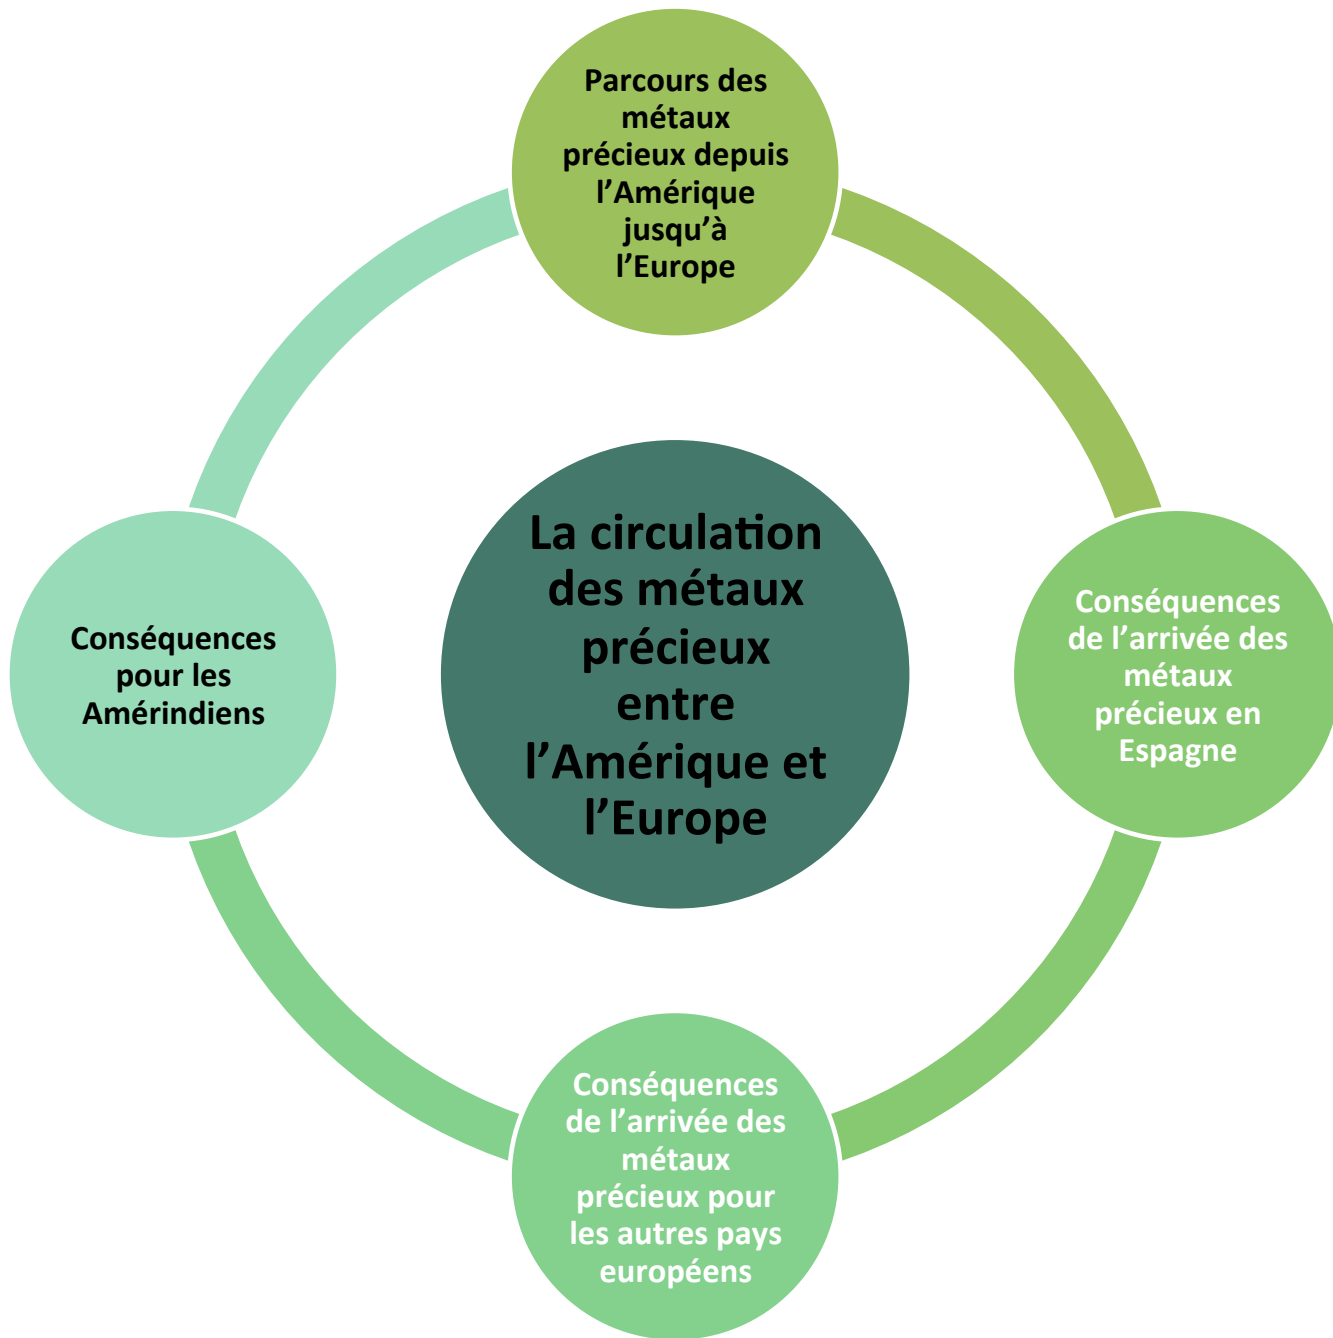 Parcours des
métaux
précieux depuis
l’Amérique
jusqu’à
l’Europe
La circulation
des métaux
précieux
entre
l’Amérique et
l’Europe
Conséquences
de l’arrivée des
métaux
précieux en
Espagne
Conséquences
pour les
Amérindiens
Conséquences
de l’arrivée des
métaux
précieux pour
les autres pays
européens